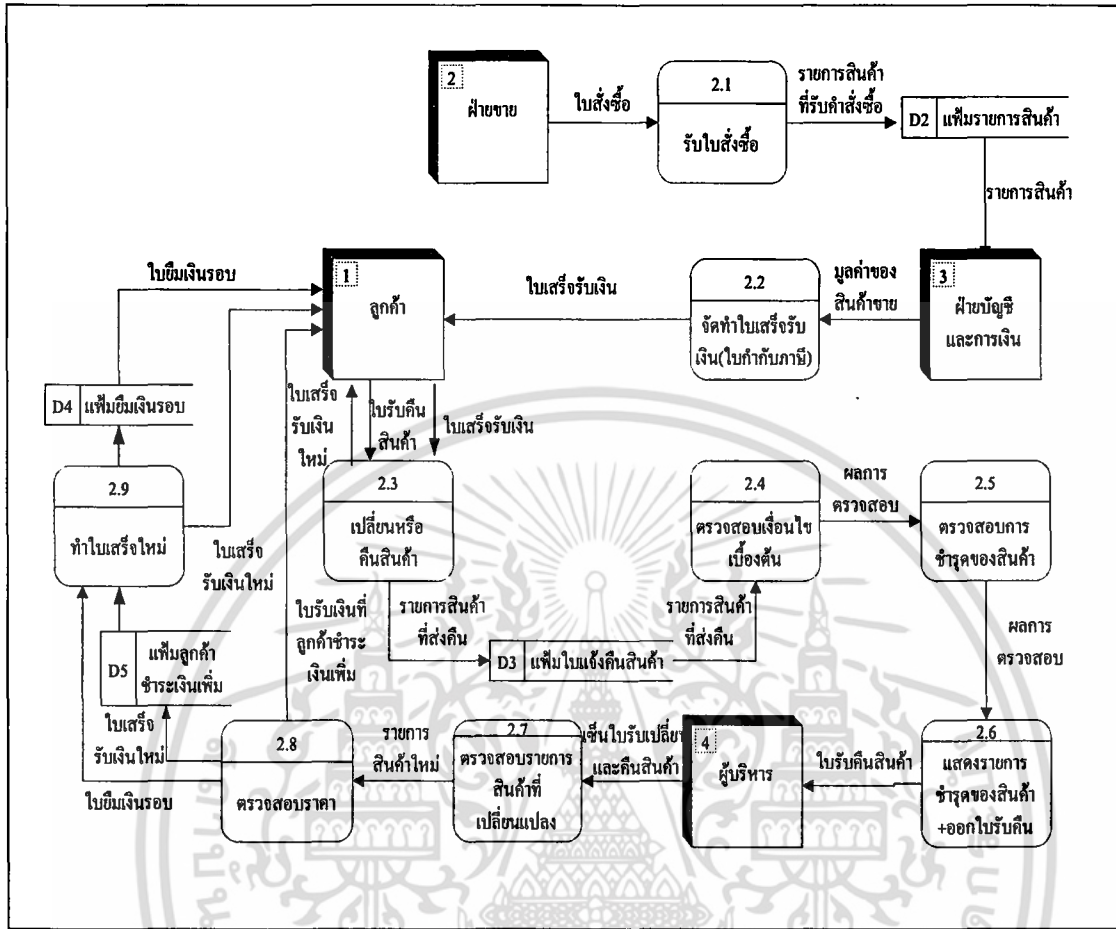 2
ฝ่ายขาย
ใบสั่งซื้อ
2.1
รับใบสั่งซื้อ
รายการสินค้า
ที่รับคำสั่งซื้อ
D2 แฟ้มรายการสินค้า
รายการสินค้า
ใบยืมเงินรอบ
1
ลูกค้า
ใบเสร็จรับเงิน
2.2
จัดทำใบเสร็จรับ
เงิน(ใบกำกับภาษี)
มูลค่าของ
สินค้าขาย
3
ฝ่ายบัญชี
และการเงิน
D4 แฟ้มยืมเงินรอบ
ใบเสร็จ
รับเงิน
ใหม่
ใบรับคืน
สินค้า
ใบเสร็จรับเงิน
2.9
ทำใบเสร็จใหม่
ใบเสร็จ
รับเงินใหม่
2.3
เปลี่ยนหรือ
คืนสินค้า
2.4
ตรวจสอบเงื่อนไข
เบื้องต้น
ผลการ
ตรวจสอบ
2.5
ตรวจสอบการ
ชำรุดของสินค้า
ใบรับเงินที่
ลูกค้าชำระ
เงินเพิ่ม
รายการสินค้า
ที่ส่งคืน
D3 แฟ้มใบแจ้งคืนสินค้า
รายการสินค้า
ที่ส่งคืน
ผลการ
ตรวจสอบ
D5 แฟ้มลูกค้า
ชำระเงินเพิ่ม
ใบเสร็จ
รับเงินใหม่
ใบยืมเงินรอบ
2.8
ตรวจสอบราคา
รายการ
สินค้าใหม่
2.7
ตรวจสอบรายการ
สินค้าที่
เปลี่ยนแปลง
เซ็นใบรับเปลี่ยน
และคืนสินค้า
4
ผู้บริหาร
ใบรับคืนสินค้า
2.6
แสดงรายการ
ชำรุดของสินค้า
+ออกใบรับคืน